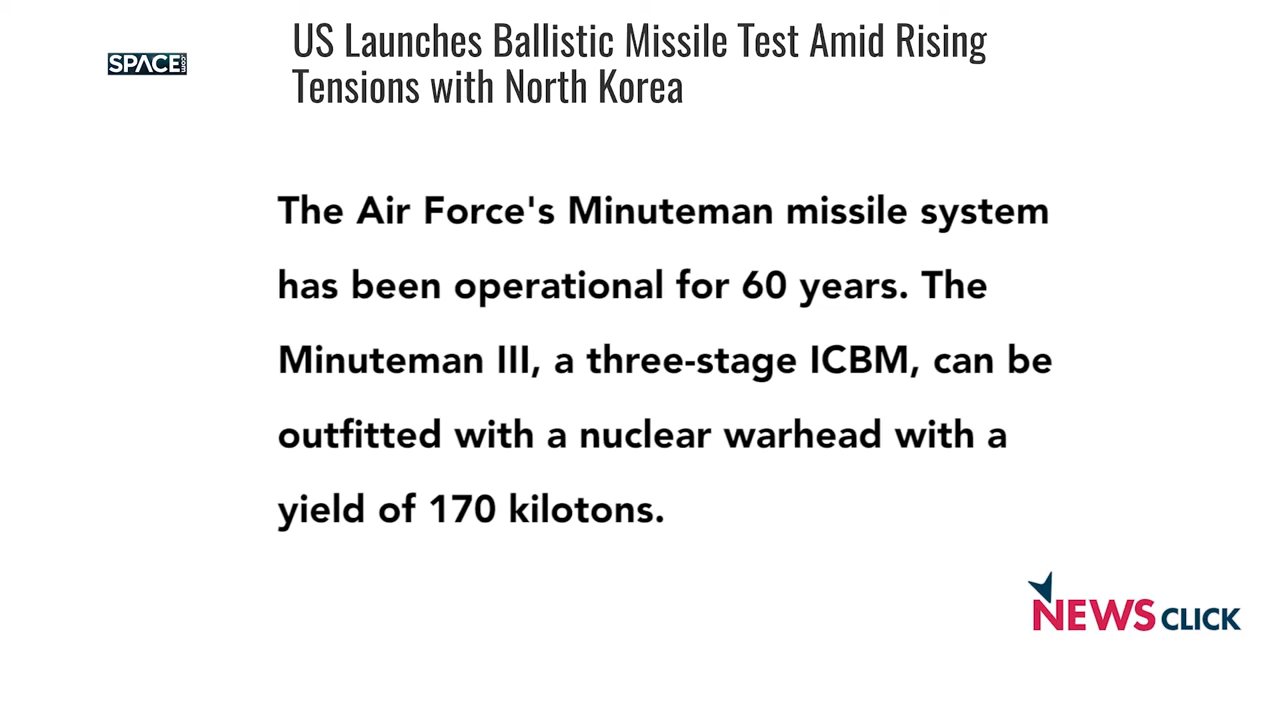 SPACE.com
US Launches Ballistic Missile Test Amid Rising
Tensions with North Korea
The Air Force's Minuteman missile system
has been operational for 60 years. The
Minuteman III, a three-stage ICBM, can be
outfitted with a nuclear warhead with a
yield of 170 kilotons.
NEWS CLICK